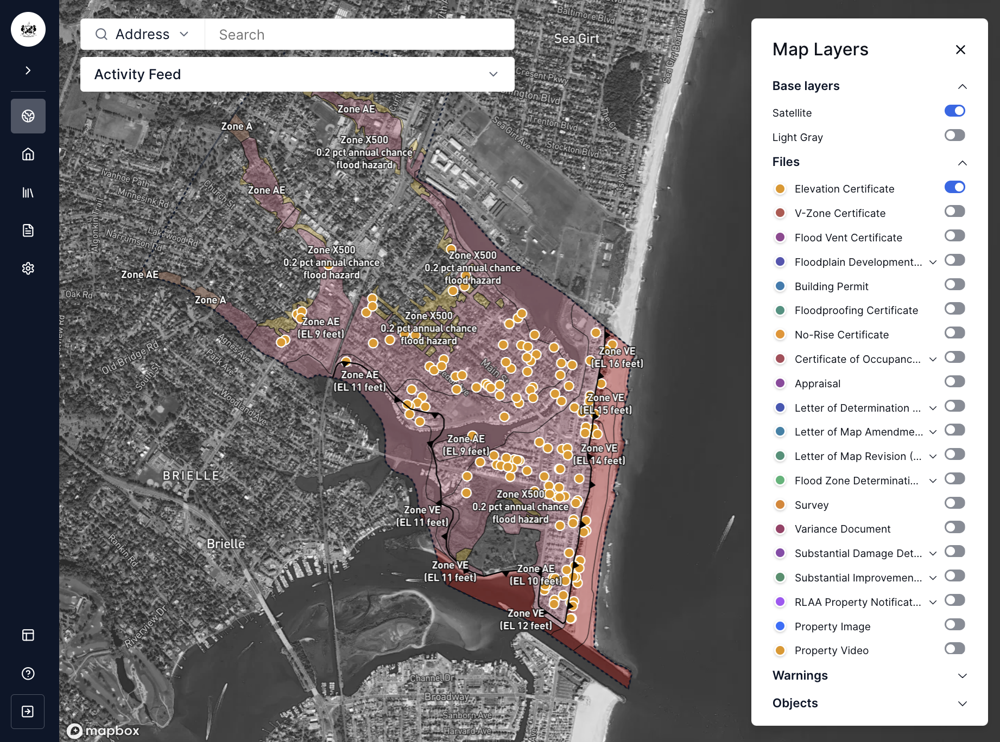 Address
Search
Activity Feed
Baltimore Blvd
Sea Girt
Sea Girt Boardwalk
Cresent Pkwy
Trenton Blvd
Sea Girt Ave
Stockton Blvd
1st Ave
Zone AE
Zone A
Zone X500
0.2 pct annual chance
flood hazard
Ivanhoe Path
Minnesink Rd
Church St
Zone AE
Algonkin Trail
Lakewood Rd
Narrumson Rd
Zone X500
0.2 pct annual chance
flood hazard
Zone X500
0.2 pct annual chance
flood hazard
Zone AE
Oak Rd
Zone A
Zone AE
(EL 9 feet)
Zone X500
0.2 pct annual chance
flood hazard
Old Bridge Rd
Agnes Ave
Park Ave
South St
Woodland Ave
Main St
Zone VE
(EL 16 feet)
Zone AE
(EL 11 feet)
Zone VE
(EL 15 feet)
Zone AE
(EL 9 feet)
Zone VE
(EL 14 feet)
BRIELLE
Zone X500
0.2 pct annual chance
flood hazard
Zone VE
(EL 11 feet)
Brielle
Rankin Rd
Zone VE
(EL 11 feet)
Zone AE
(EL 10 feet)
Zone VE
(EL 12 feet)
Riverview Dr
Channel Dr
Broadway
Sanborn Ave
Harvard Ave
mapbox
Map Layers
Base layers
Satellite
Light Gray
Files
Elevation Certificate
V-Zone Certificate
Flood Vent Certificate
Floodplain Development...
Building Permit
Floodproofing Certificate
No-Rise Certificate
Certificate of Occupanc...
Appraisal
Letter of Determination ...
Letter of Map Amendme...
Letter of Map Revision (...
Flood Zone Determinati...
Survey
Variance Document
Substantial Damage Det...
Substantial Improvemen...
RLAA Property Notificat...
Property Image
Property Video
Warnings
Objects